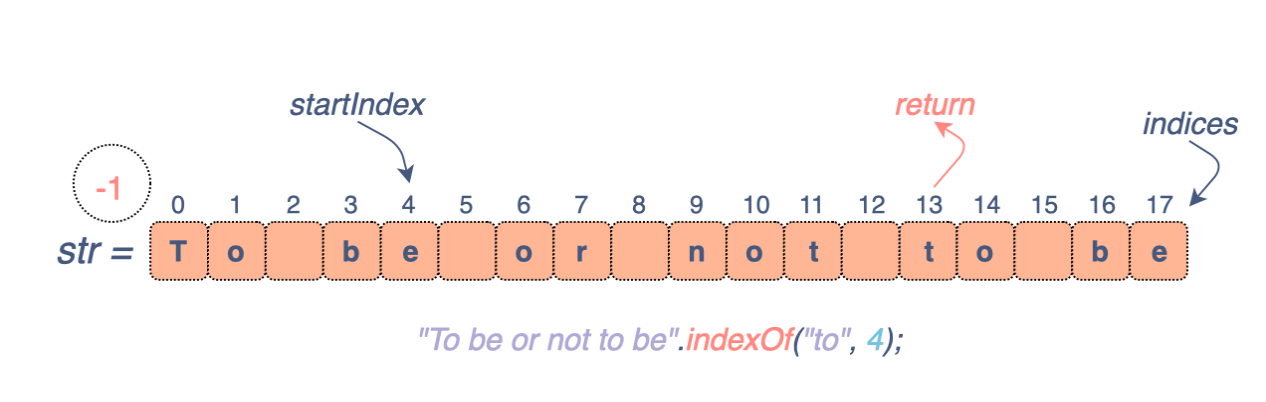 startIndex
return
indices
-1
0 1 2 3 4 5 6 7 8 9 10 11 12 13 14 15 16 17
str = T o b e o r n o t t o b e
"To be or not to be".indexOf("to", 4);